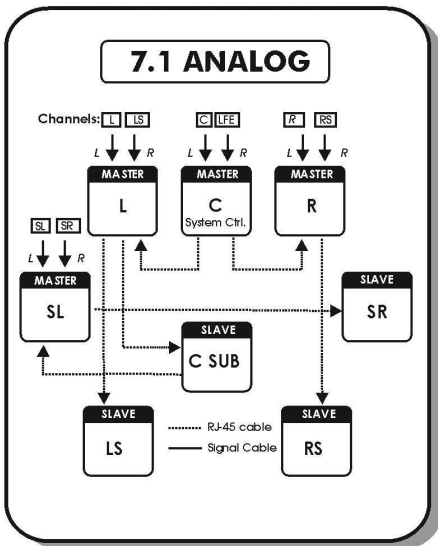 7.1 ANALOG
Channels: L LS C LFE R RS
L R L R L R
MASTER MASTER MASTER
L C R
System Ctrl.
SL SR
L R
MASTER SLAVE
SL SR
SLAVE
C SUB
SLAVE SLAVE
LS RS
RJ-45 cable
Signal Cable